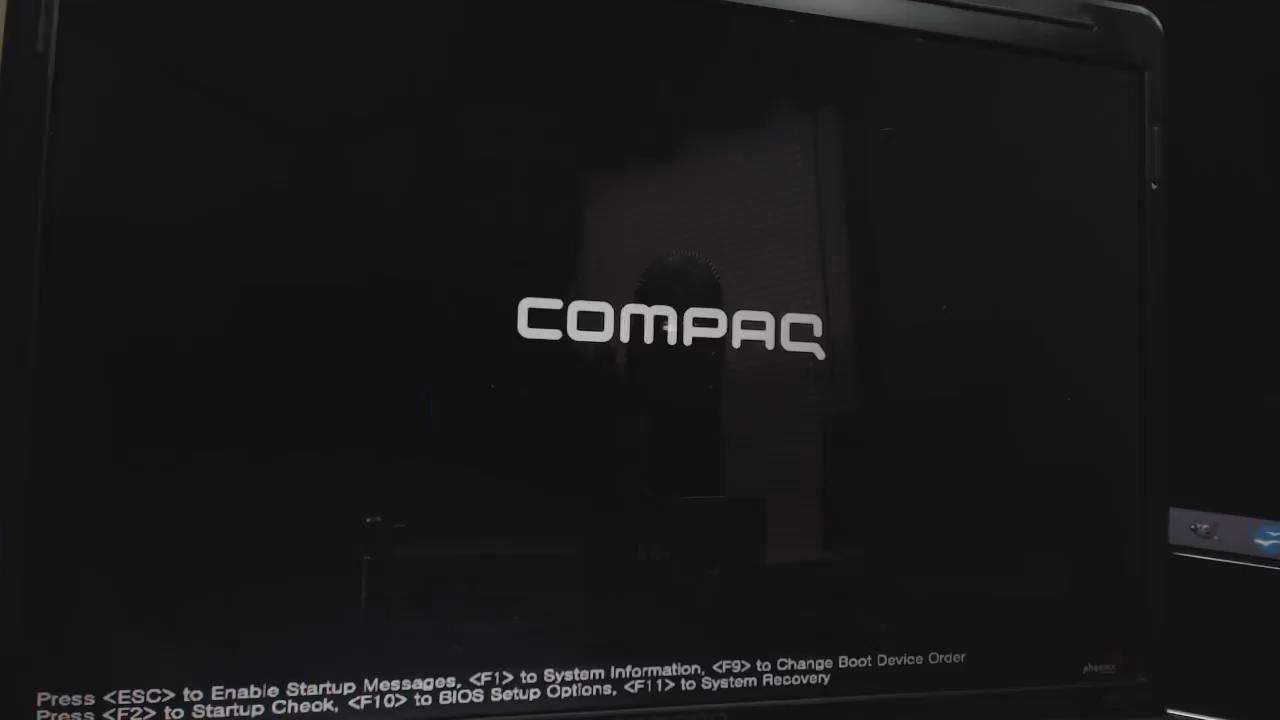 COMPAQ
Press <ESC> to Enable Startup Messages, <F1> to System Information, <F9> to Change Boot Device Order
Press <F2> to Startup Check, <F10> to BIOS Setup Options, <F11> to System Recovery
phoenix